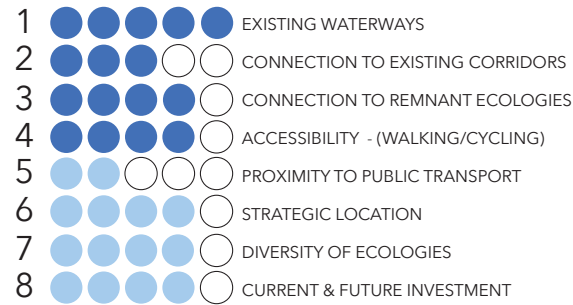 1 EXISTING WATERWAYS
2 CONNECTION TO EXISTING CORRIDORS
3 CONNECTION TO REMNANT ECOLOGIES
4 ACCESSIBILITY - (WALKING/CYCLING)
5 PROXIMITY TO PUBLIC TRANSPORT
6 STRATEGIC LOCATION
7 DIVERSITY OF ECOLOGIES
8 CURRENT & FUTURE INVESTMENT